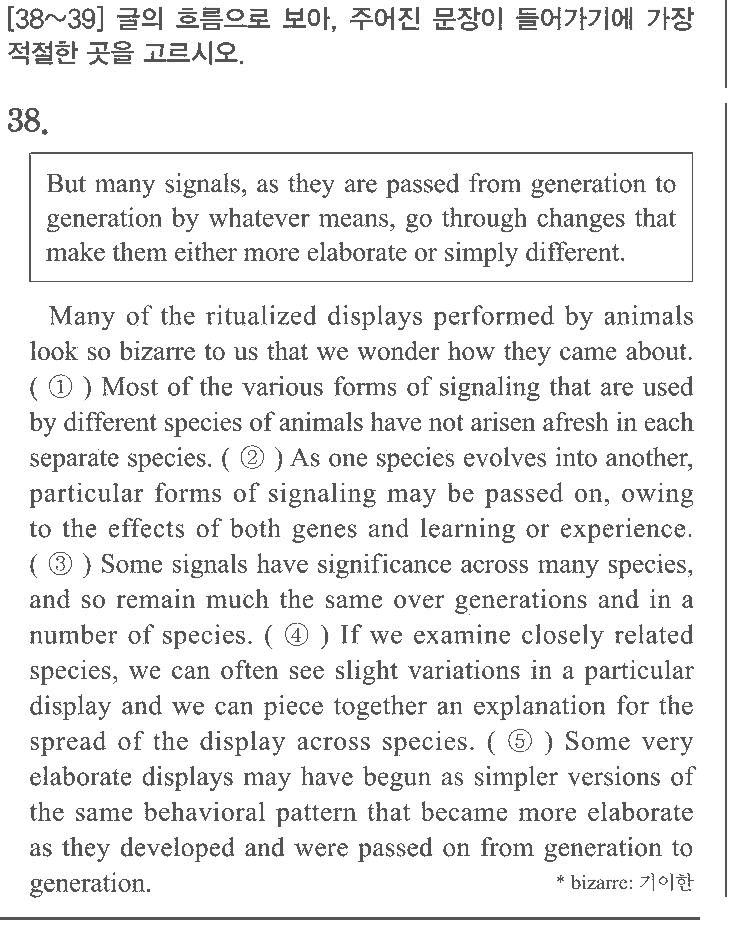 [38～39] 글의 흐름으로 보아, 주어진 문장이 들어가기에 가장
적절한 곳을 고르시오.
38.
But many signals, as they are passed from generation to
generation by whatever means, go through changes that
make them either more elaborate or simply different.
Many of the ritualized displays performed by animals
look so bizarre to us that we wonder how they came about.
( ① ) Most of the various forms of signaling that are used
by different species of animals have not arisen afresh in each
separate species. ( ② ) As one species evolves into another,
particular forms of signaling may be passed on, owing
to the effects of both genes and learning or experience.
( ③ ) Some signals have significance across many species,
and so remain much the same over generations and in a
number of species. ( ④ ) If we examine closely related
species, we can often see slight variations in a particular
display and we can piece together an explanation for the
spread of the display across species. ( ⑤ ) Some very
elaborate displays may have begun as simpler versions of
the same behavioral pattern that became more elaborate
as they developed and were passed on from generation to
generation.
* bizarre: 기이한